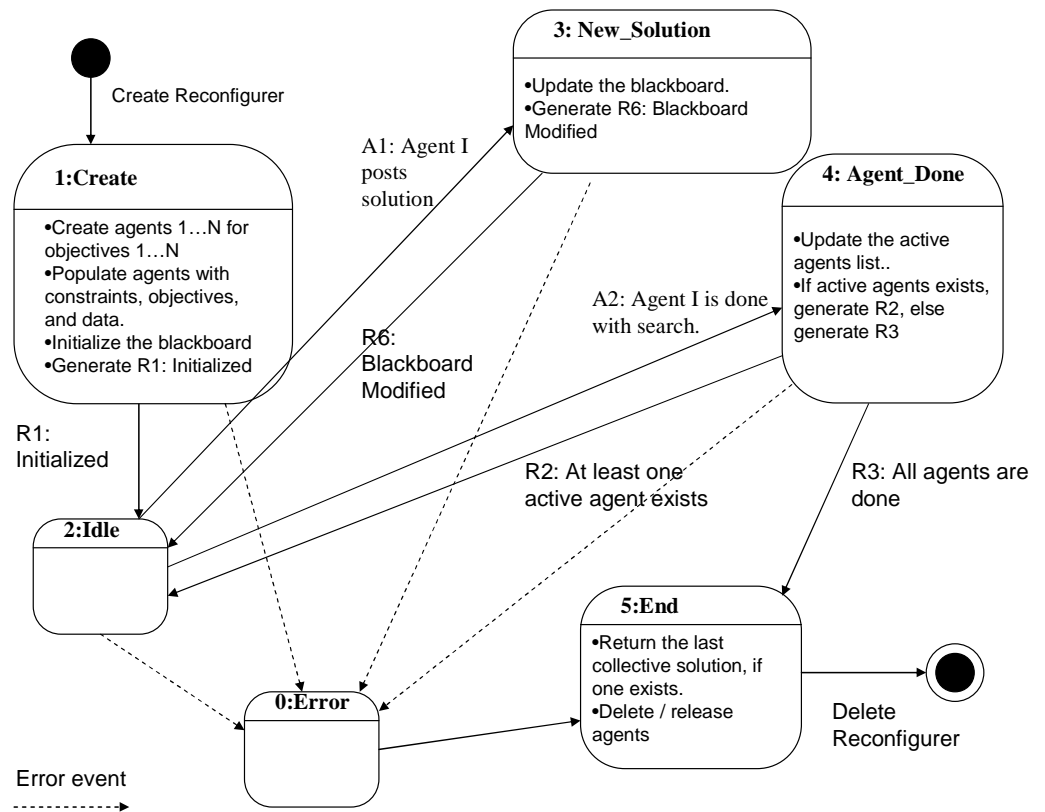 3: New_Solution
•Update the blackboard.
•Generate R6: Blackboard
Modified
Create Reconfigurer
A1: Agent I
posts
solution
1:Create
•Create agents 1…N for
objectives 1…N
•Populate agents with
constraints, objectives,
and data.
•Initialize the blackboard
•Generate R1: Initialized
4: Agent_Done
•Update the active
agents list..
•If active agents exists,
generate R2, else
generate R3
A2: Agent I is done
with search.
R6:
Blackboard
Modified
R1:
Initialized
R2: At least one
active agent exists
R3: All agents are
done
2:Idle
5:End
•Return the last
collective solution, if
one exists.
•Delete / release
agents
0:Error
Delete
Reconfigurer
Error event